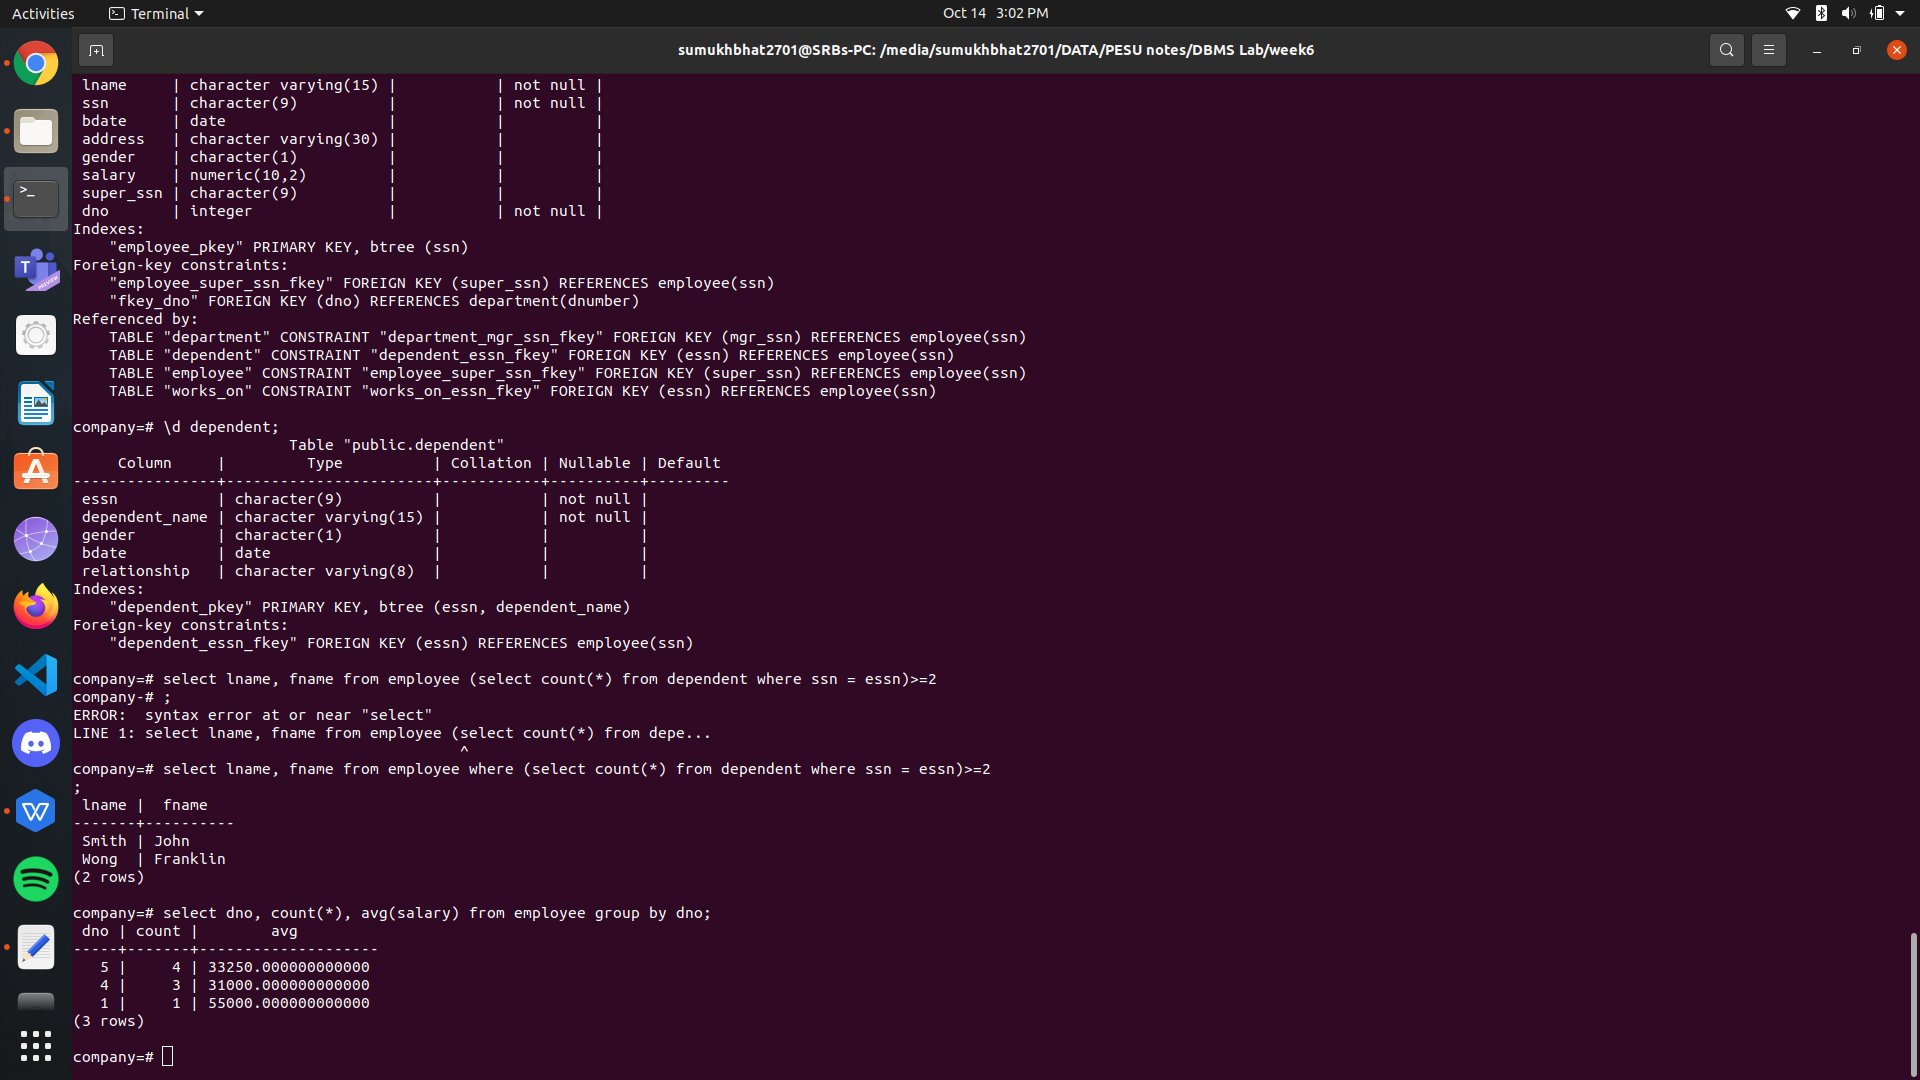 Activities Terminal Oct 14 3:02 PM
sumukhbhat2701@SRBs-PC: /media/sumukhbhat2701/DATA/PESU notes/DBMS Lab/week6
 lname     | character varying(15) |           | not null |
 ssn       | character(9)          |           | not null |
 bdate     | date                  |           |          |
 address   | character varying(30) |           |          |
 gender    | character(1)          |           |          |
 salary    | numeric(10,2)         |           |          |
 super_ssn | character(9)          |           |          |
 dno       | integer               |           | not null |
Indexes:
    "employee_pkey" PRIMARY KEY, btree (ssn)
Foreign-key constraints:
    "employee_super_ssn_fkey" FOREIGN KEY (super_ssn) REFERENCES employee(ssn)
    "fkey_dno" FOREIGN KEY (dno) REFERENCES department(dnumber)
Referenced by:
    TABLE "department" CONSTRAINT "department_mgr_ssn_fkey" FOREIGN KEY (mgr_ssn) REFERENCES employee(ssn)
    TABLE "dependent" CONSTRAINT "dependent_essn_fkey" FOREIGN KEY (essn) REFERENCES employee(ssn)
    TABLE "employee" CONSTRAINT "employee_super_ssn_fkey" FOREIGN KEY (super_ssn) REFERENCES employee(ssn)
    TABLE "works_on" CONSTRAINT "works_on_essn_fkey" FOREIGN KEY (essn) REFERENCES employee(ssn)
company=# \d dependent;
                        Table "public.dependent"
     Column     |         Type          | Collation | Nullable | Default
----------------+-----------------------+-----------+----------+---------
 essn           | character(9)          |           | not null |
 dependent_name | character varying(15) |           | not null |
 gender         | character(1)          |           |          |
 bdate          | date                  |           |          |
 relationship   | character varying(8)  |           |          |
Indexes:
    "dependent_pkey" PRIMARY KEY, btree (essn, dependent_name)
Foreign-key constraints:
    "dependent_essn_fkey" FOREIGN KEY (essn) REFERENCES employee(ssn)
company=# select lname, fname from employee (select count(*) from dependent where ssn = essn)>=2
company-# ;
ERROR:  syntax error at or near "select"
LINE 1: select lname, fname from employee (select count(*) from depe...
                                           ^
company=# select lname, fname from employee where (select count(*) from dependent where ssn = essn)>=2
;
 lname |  fname
-------+----------
 Smith | John
 Wong  | Franklin
(2 rows)
company=# select dno, count(*), avg(salary) from employee group by dno;
 dno | count |        avg
-----+-------+--------------------
   5 |     4 | 33250.000000000000
   4 |     3 | 31000.000000000000
   1 |     1 | 55000.000000000000
(3 rows)
company=#